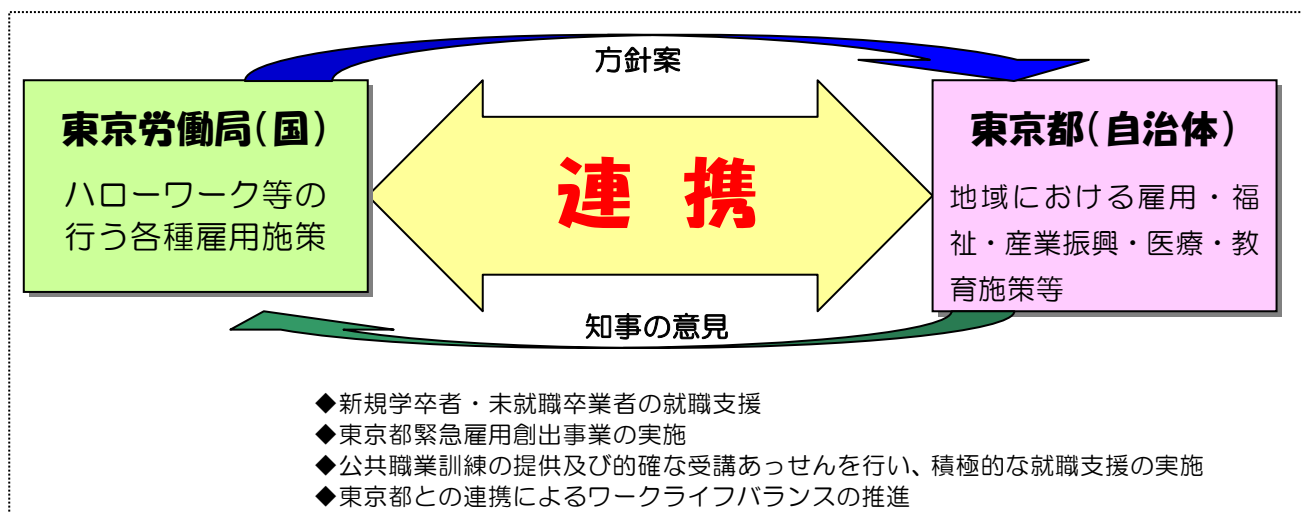 方針案
東京労働局(国)
ハローワーク等の
行う各種雇用施策
連 携
東京都(自治体)
地域における雇用・福
祉・産業振興・医療・教
育施策等
知事の意見
◆新規学卒者・未就職卒業者の就職支援
◆東京都緊急雇用創出事業の実施
◆公共職業訓練の提供及び的確な受講あっせんを行い、積極的な就職支援の実施
◆東京都との連携によるワークライフバランスの推進